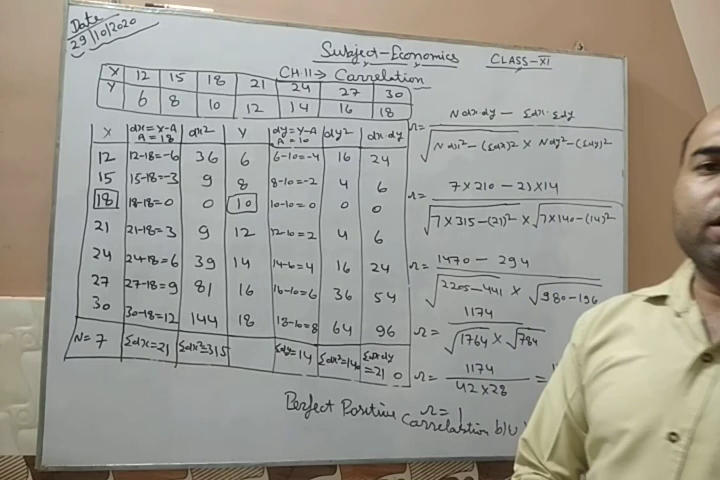 Date
29/10/2020
Subject-Economics CLASS-XI
CH.11→ Carrelation
X 12 15 18 21 24 27 30
Y 6 8 10 12 14 16 18
X dx=X-A A=18 dx² Y dy=Y-A A=10 dy² dx·dy
12 12-18=-6 36 6 6-10=-4 16 24
15 15-18=-3 9 8 8-10=-2 4 6
18 18-18=0 0 10 10-10=0 0 0
21 21-18=3 9 12 12-10=2 4 6
24 24-18=6 39 14 14-10=4 16 24
27 27-18=9 81 16 16-10=6 36 54
30 30-18=12 144 18 18-10=8 64 96
N=7 Σdx=21 Σdx²=315 Σdy=14 Σdy²=140 Σdxdy=210
r= N dx·dy - Σdx·Σdy
√Ndx²-(Σdx)² × Ndy²-(Σdy)²
r= 7×210 - 21×14
√7×315-(21)² × √7×140-(14)²
r= 1470 - 294
√2205-441 × √980-196
r= 1174
√1764 × √784
r= 1174 =
42×28
r= 1
Perfect Positive Carrelation b/w